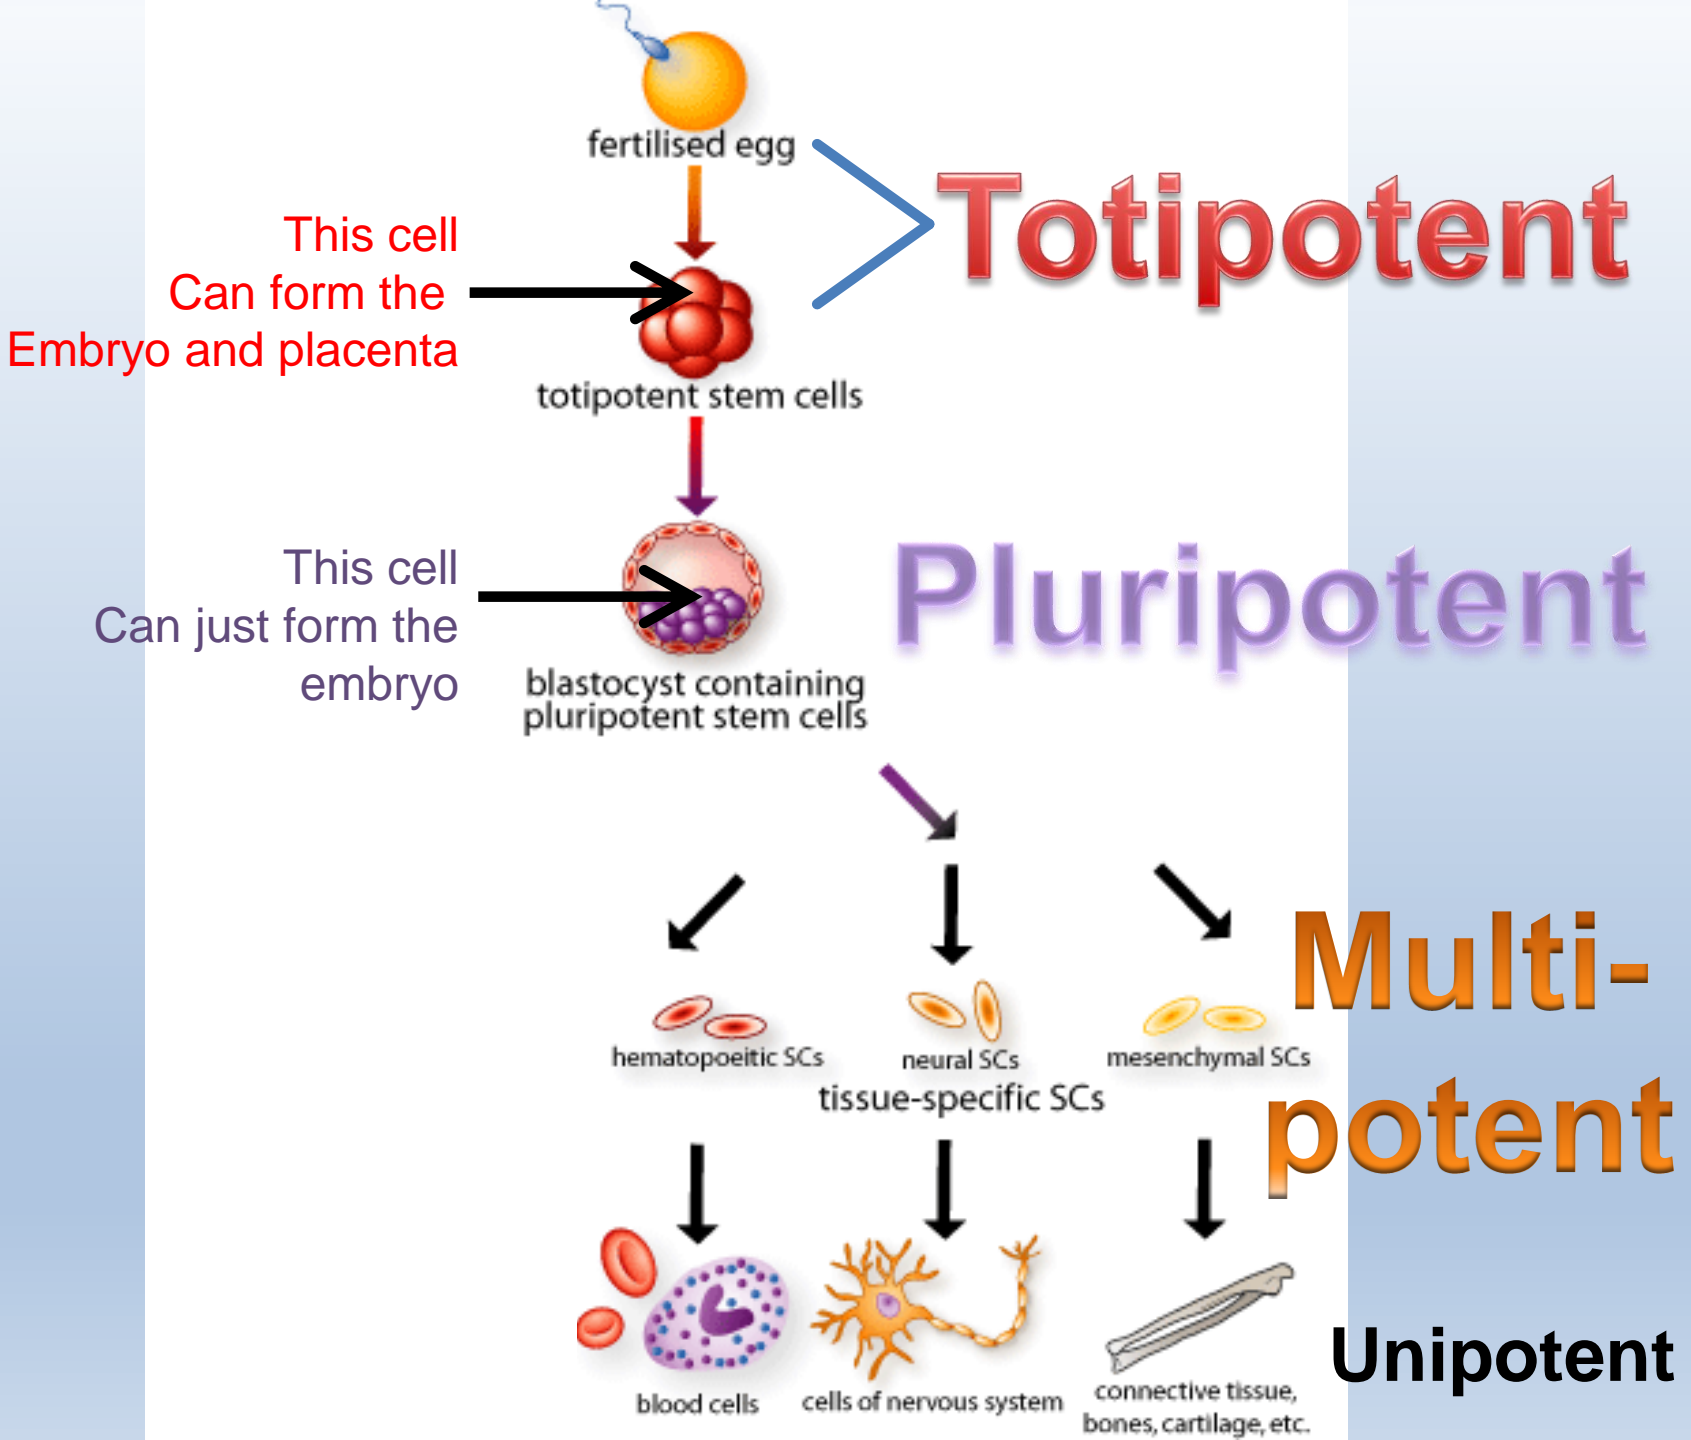 fertilised egg
Totipotent
This cell
Can form the
Embryo and placenta
totipotent stem cells
This cell
Can just form the
embryo
Pluripotent
blastocyst containing
pluripotent stem cells
Multi-
potent
hematopoeitic SCs
neural SCs
mesenchymal SCs
tissue-specific SCs
Unipotent
blood cells
cells of nervous system
connective tissue,
bones, cartilage, etc.